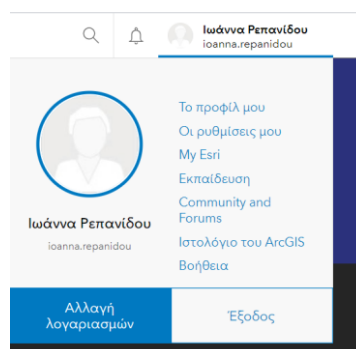 Ιωάννα Ρεπανίδου
ioanna.repanidou
Το προφίλ μου
Οι ρυθμίσεις μου
My Esri
Εκπαίδευση
Community and
Forums
Ιστολόγιο του ArcGIS
Βοήθεια
Ιωάννα Ρεπανίδου
ioanna.repanidou
Αλλαγή
λογαριασμών
Έξοδος